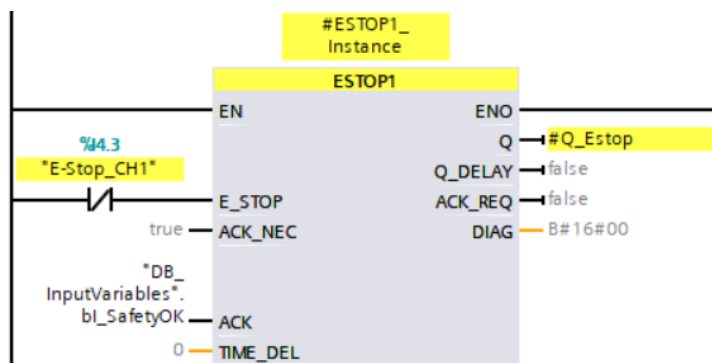 #ESTOP1_
Instance
ESTOP1
EN
ENO
%I4.3
"E-Stop_CH1"
Q
#Q_Estop
Q_DELAY
false
E_STOP
ACK_REQ
false
true
ACK_NEC
DIAG
B#16#00
"DB_
InputVariables".
bI_SafetyOK
ACK
0
TIME_DEL